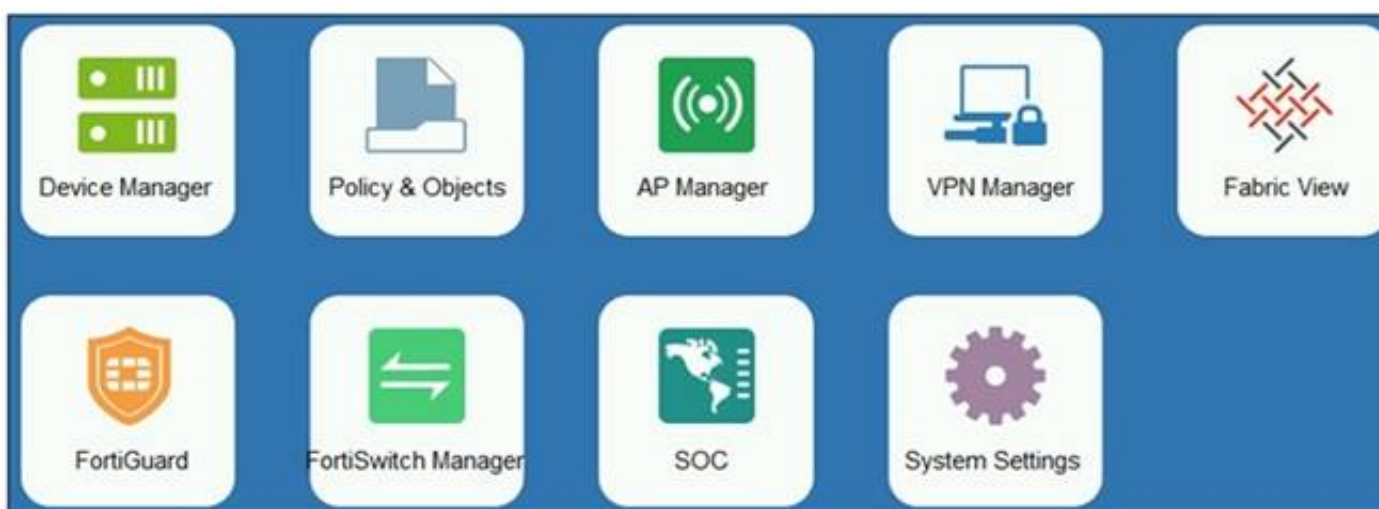 Device Manager
Policy & Objects
AP Manager
VPN Manager
Fabric View
FortiGuard
FortiSwitch Manager
SOC
System Settings